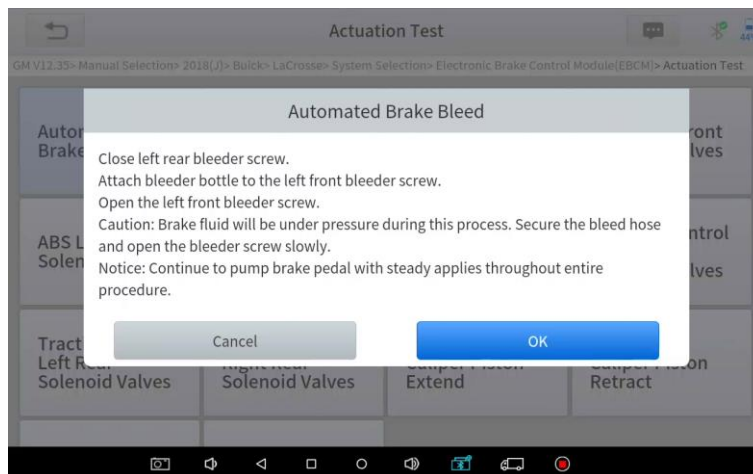 Actuation Test
GM V12.35> Manual Selection> 2018(J)> Buick> LaCrosse> System Selection> Electronic Brake Control Module(EBCM)> Actuation Test
Automated Brake Bleed
Close left rear bleeder screw.
Attach bleeder bottle to the left front bleeder screw.
Open the left front bleeder screw.
Caution: Brake fluid will be under pressure during this process. Secure the bleed hose
and open the bleeder screw slowly.
Notice: Continue to pump brake pedal with steady applies throughout entire
procedure.
Cancel
OK
Solenoid Valves
Solenoid Valves
Extend
Retract